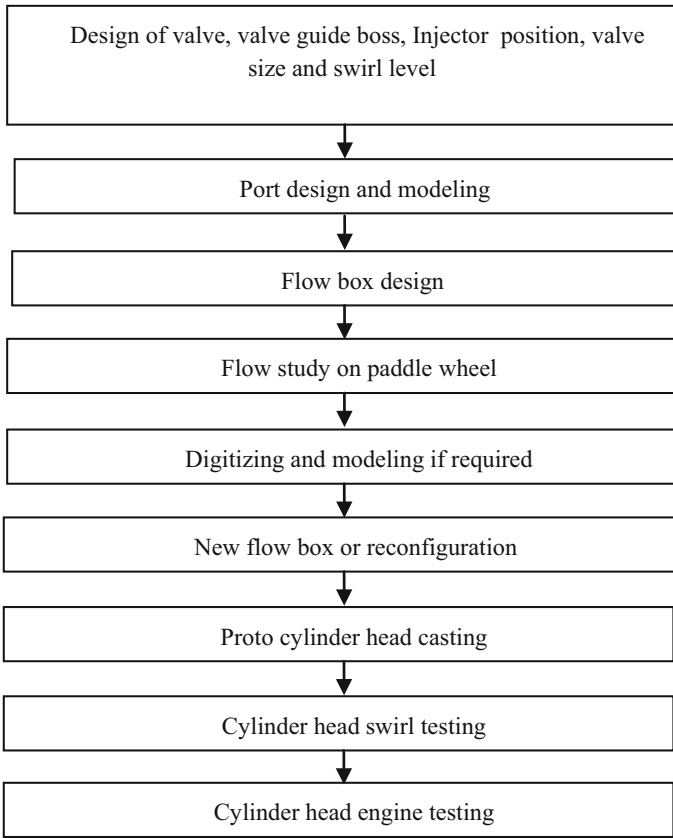 Design of valve, valve guide boss, Injector position, valve
size and swirl level
Port design and modeling
Flow box design
Flow study on paddle wheel
Digitizing and modeling if required
New flow box or reconfiguration
Proto cylinder head casting
Cylinder head swirl testing
Cylinder head engine testing